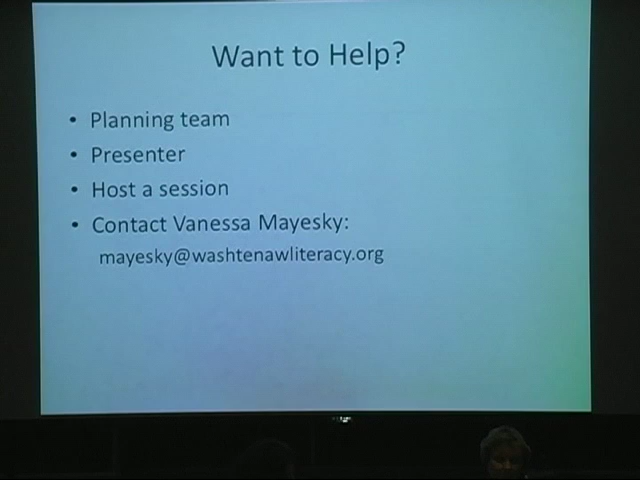 Want to Help?
• Planning team
• Presenter
• Host a session
• Contact Vanessa Mayesky:
mayesky@washtenawliteracy.org